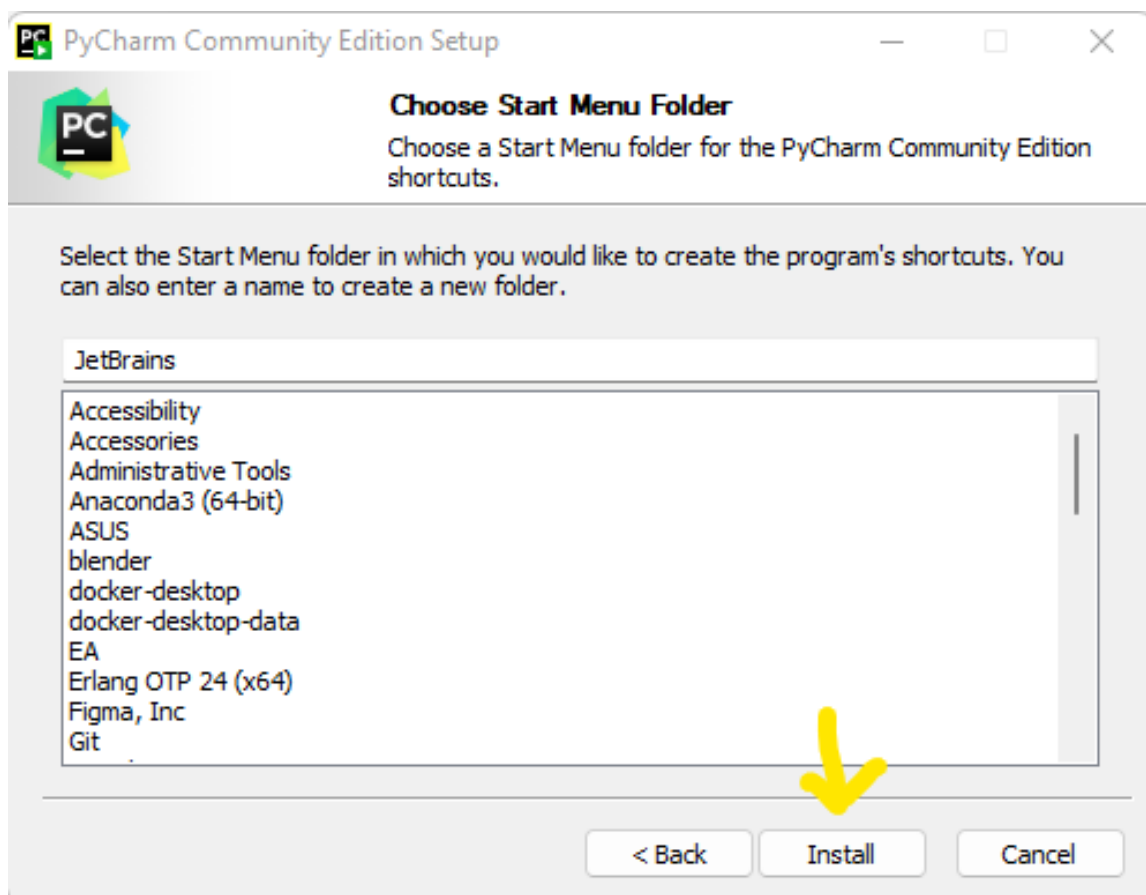 PC PyCharm Community Edition Setup
PC
Choose Start Menu Folder
Choose a Start Menu folder for the PyCharm Community Edition
shortcuts.
Select the Start Menu folder in which you would like to create the program's shortcuts. You
can also enter a name to create a new folder.
JetBrains
Accessibility
Accessories
Administrative Tools
Anaconda3 (64-bit)
ASUS
blender
docker-desktop
docker-desktop-data
EA
Erlang OTP 24 (x64)
Figma, Inc
Git
< Back Install Cancel